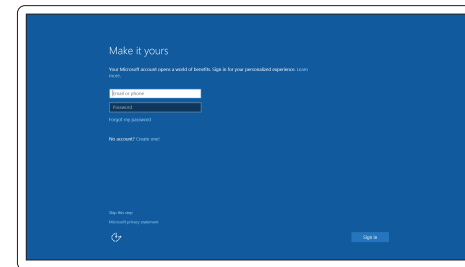 Make it yours
Your Microsoft account opens a world of benefits. Sign in for your personalized experience. Learn
more.
Email or phone
Password
Forgot my password
No account? Create one!
Skip this step
Microsoft privacy statement
Sign in